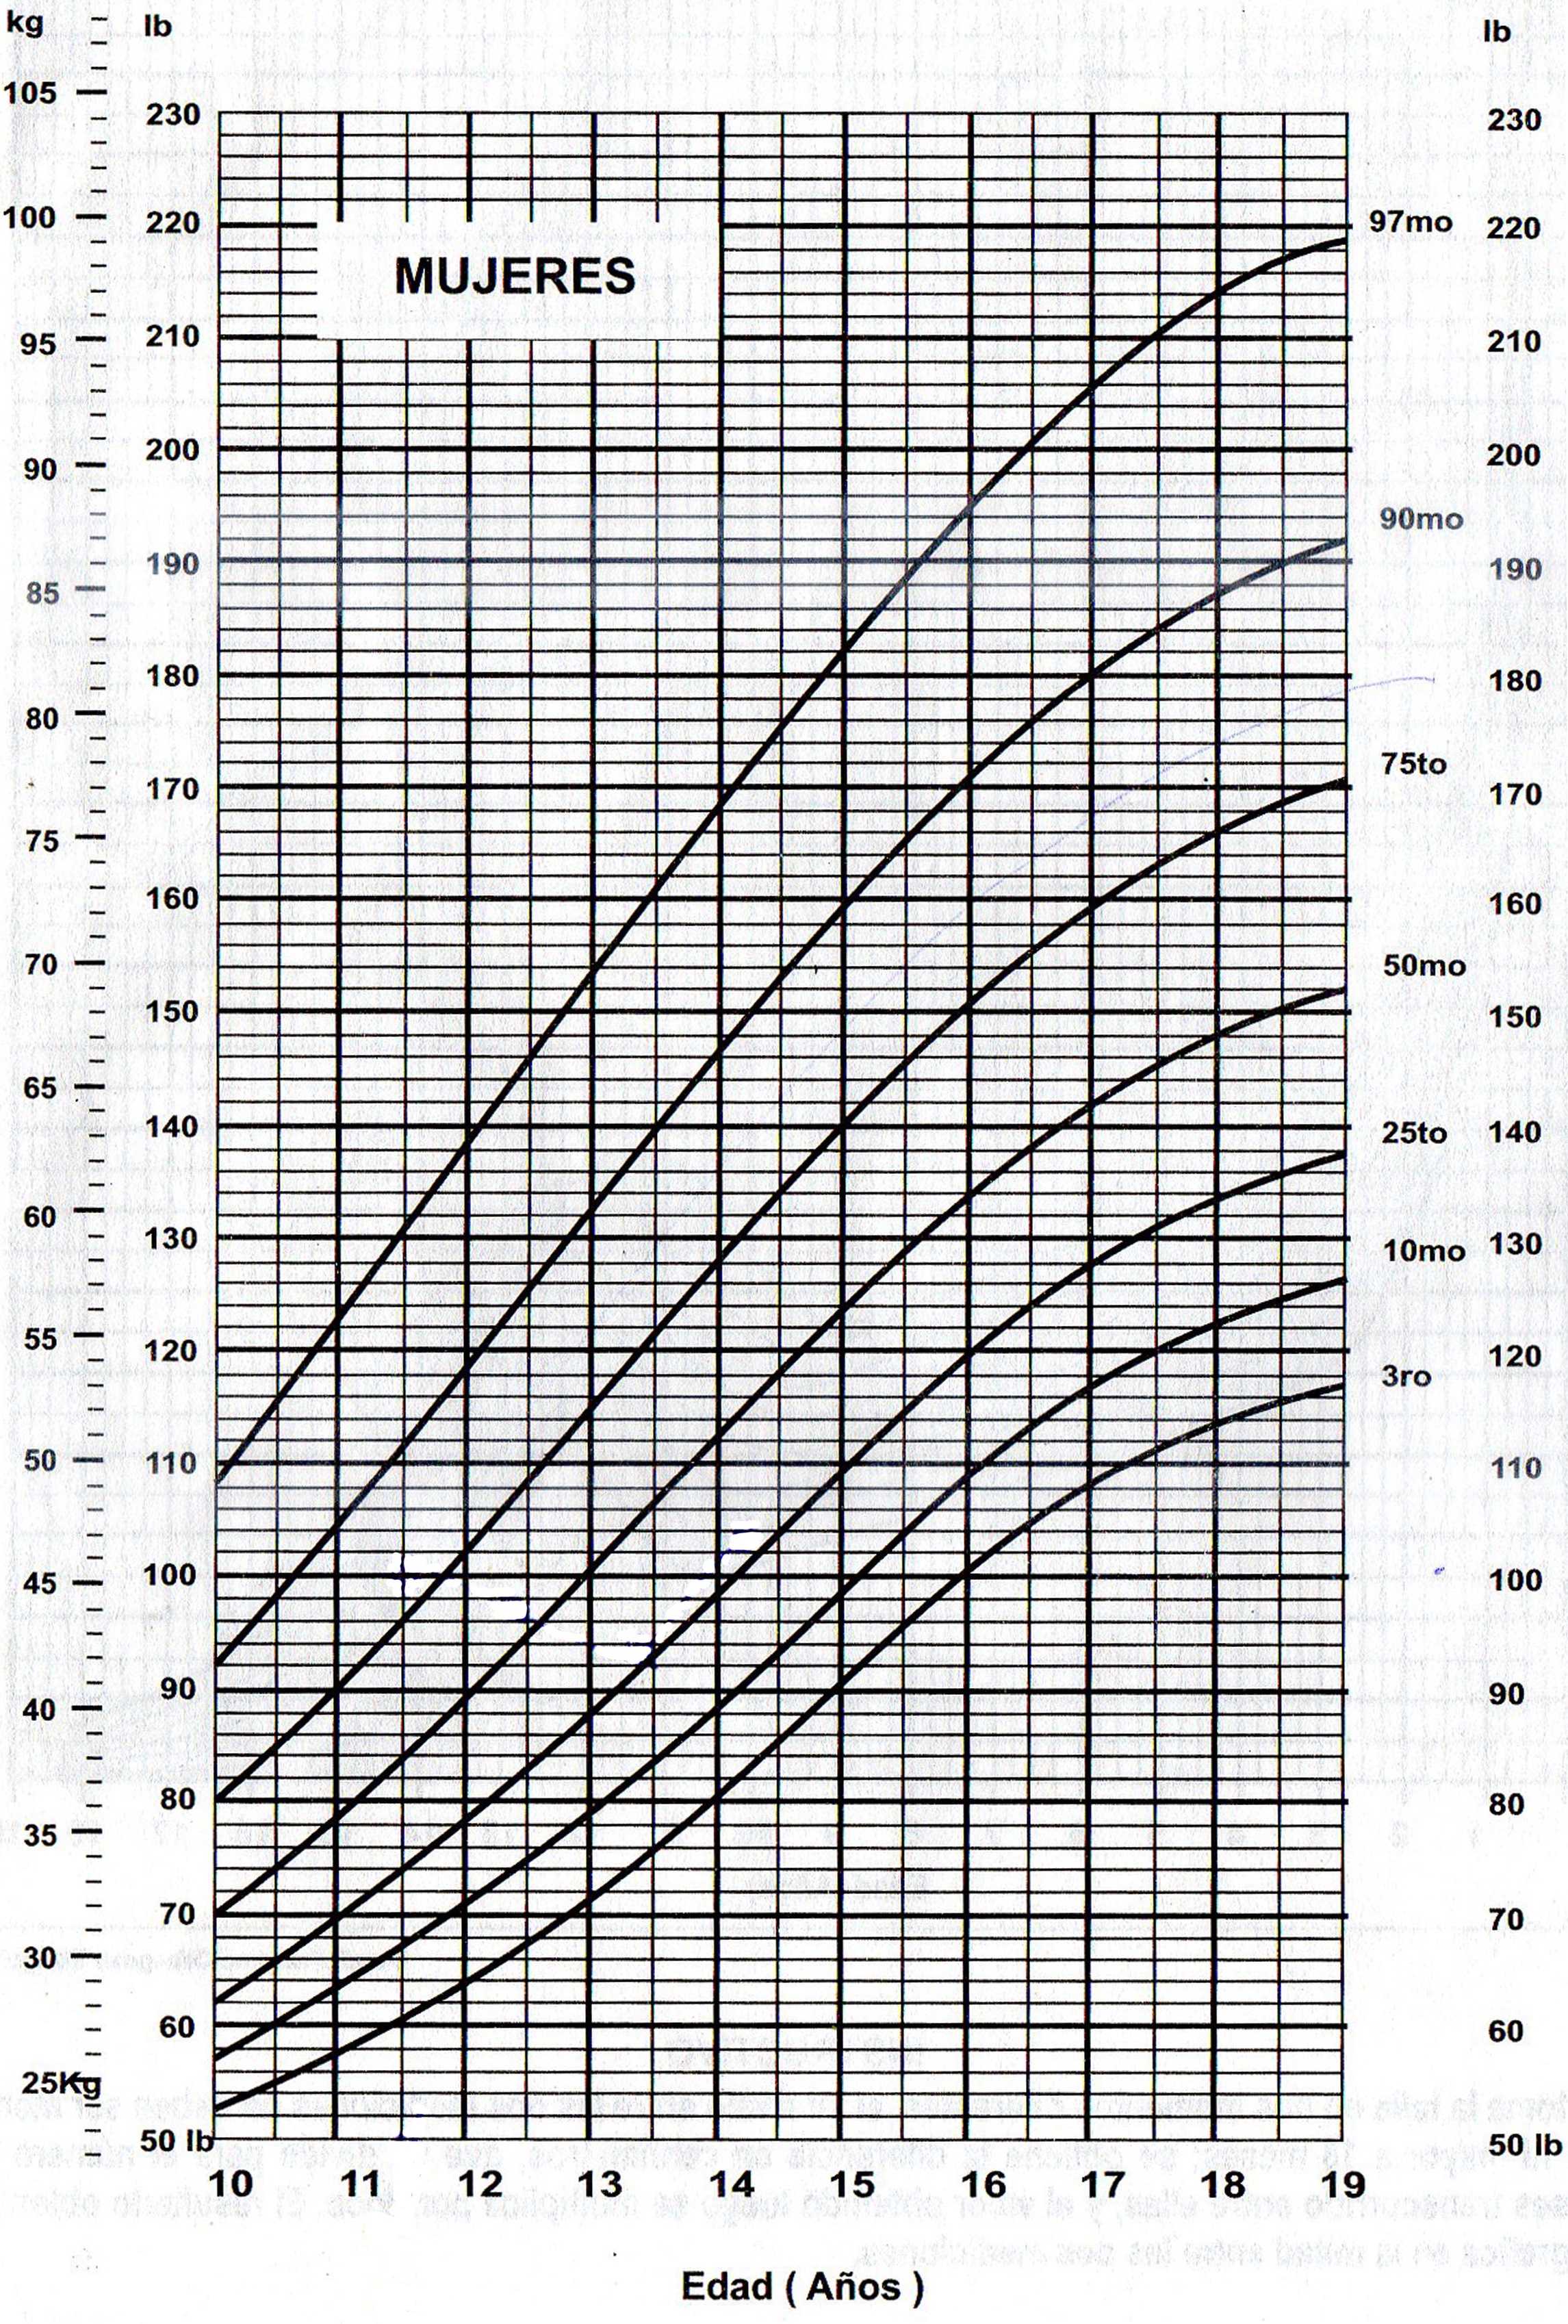 kg lb lb
105
230 230
100 220 97mo 220
MUJERES
95 210 210
90 200 200
90mo
85 190 190
80 180 180
75to
75 170 170
160 160
70 50mo
150 150
65
140 25to 140
60 130 10mo 130
55 120 120
3ro
50 110 110
45 100 100
40 90 90
80 80
35
70 70
30
60 60
25Kg
50 lb 50 lb
10 11 12 13 14 15 16 17 18 19
Edad ( Años )